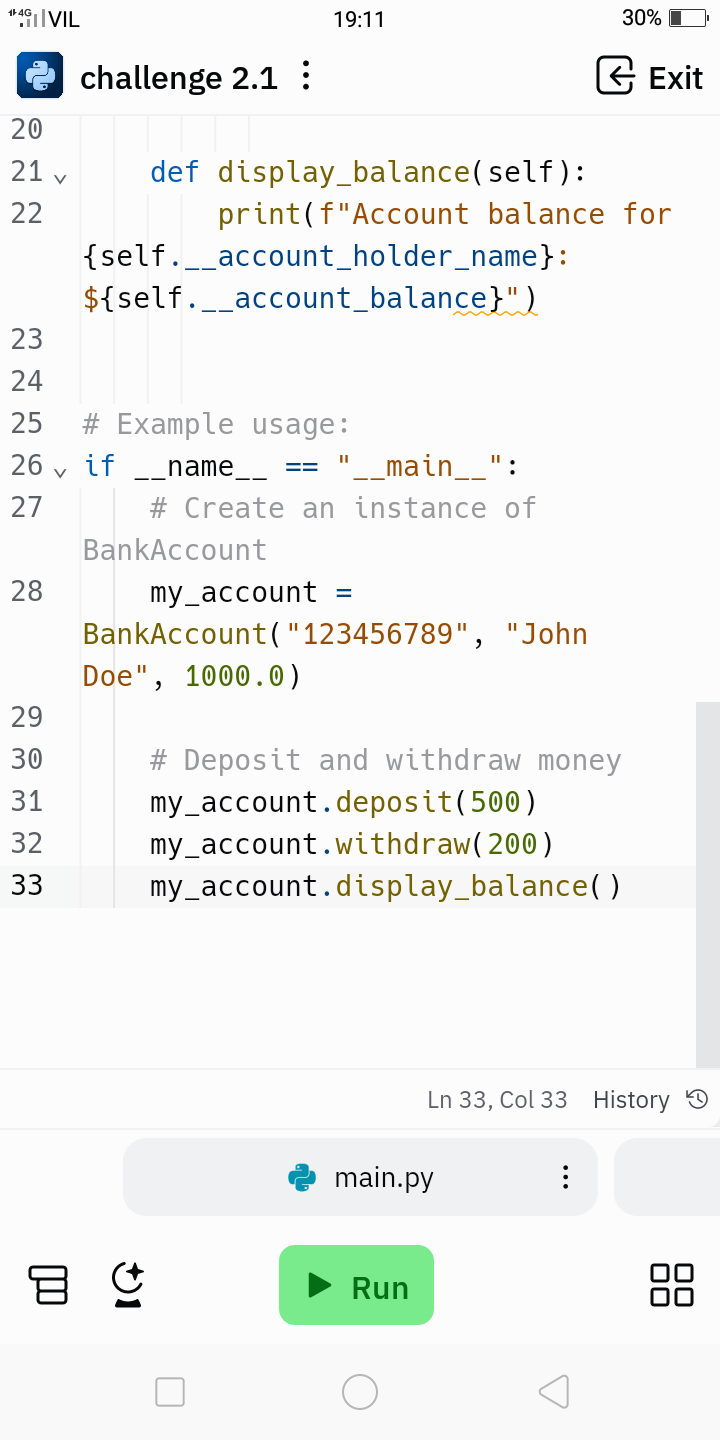 4G VIL 19:11 30%
challenge 2.1 Exit
20
21 def display_balance(self):
22 print(f"Account balance for
{self.__account_holder_name}:
${self.__account_balance}")
23
24
25 # Example usage:
26 if __name__ == "__main__":
27 # Create an instance of
BankAccount
28 my_account =
BankAccount("123456789", "John
Doe", 1000.0)
29
30 # Deposit and withdraw money
31 my_account.deposit(500)
32 my_account.withdraw(200)
33 my_account.display_balance()
Ln 33, Col 33 History
main.py
Run